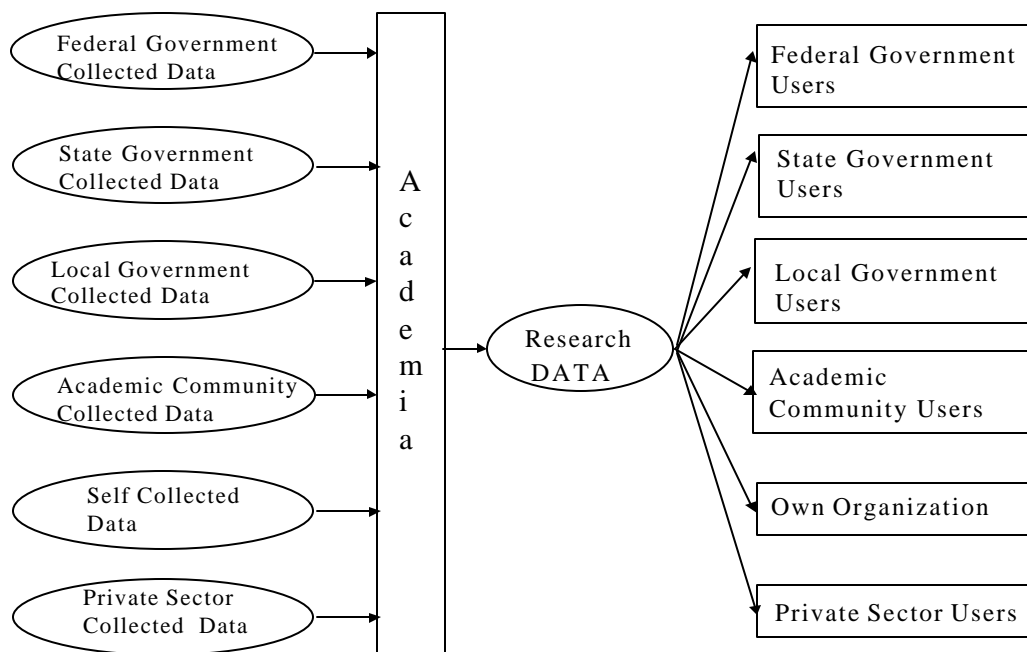 Federal Government
Collected Data
State Government
Collected Data
Local Government
Collected Data
Academic Community
Collected Data
Self Collected
Data
Private Sector
Collected Data
A
c
a
d
e
m
i
a
Research
DATA
Federal Government
Users
State Government
Users
Local Government
Users
Academic
Community Users
Own Organization
Private Sector Users